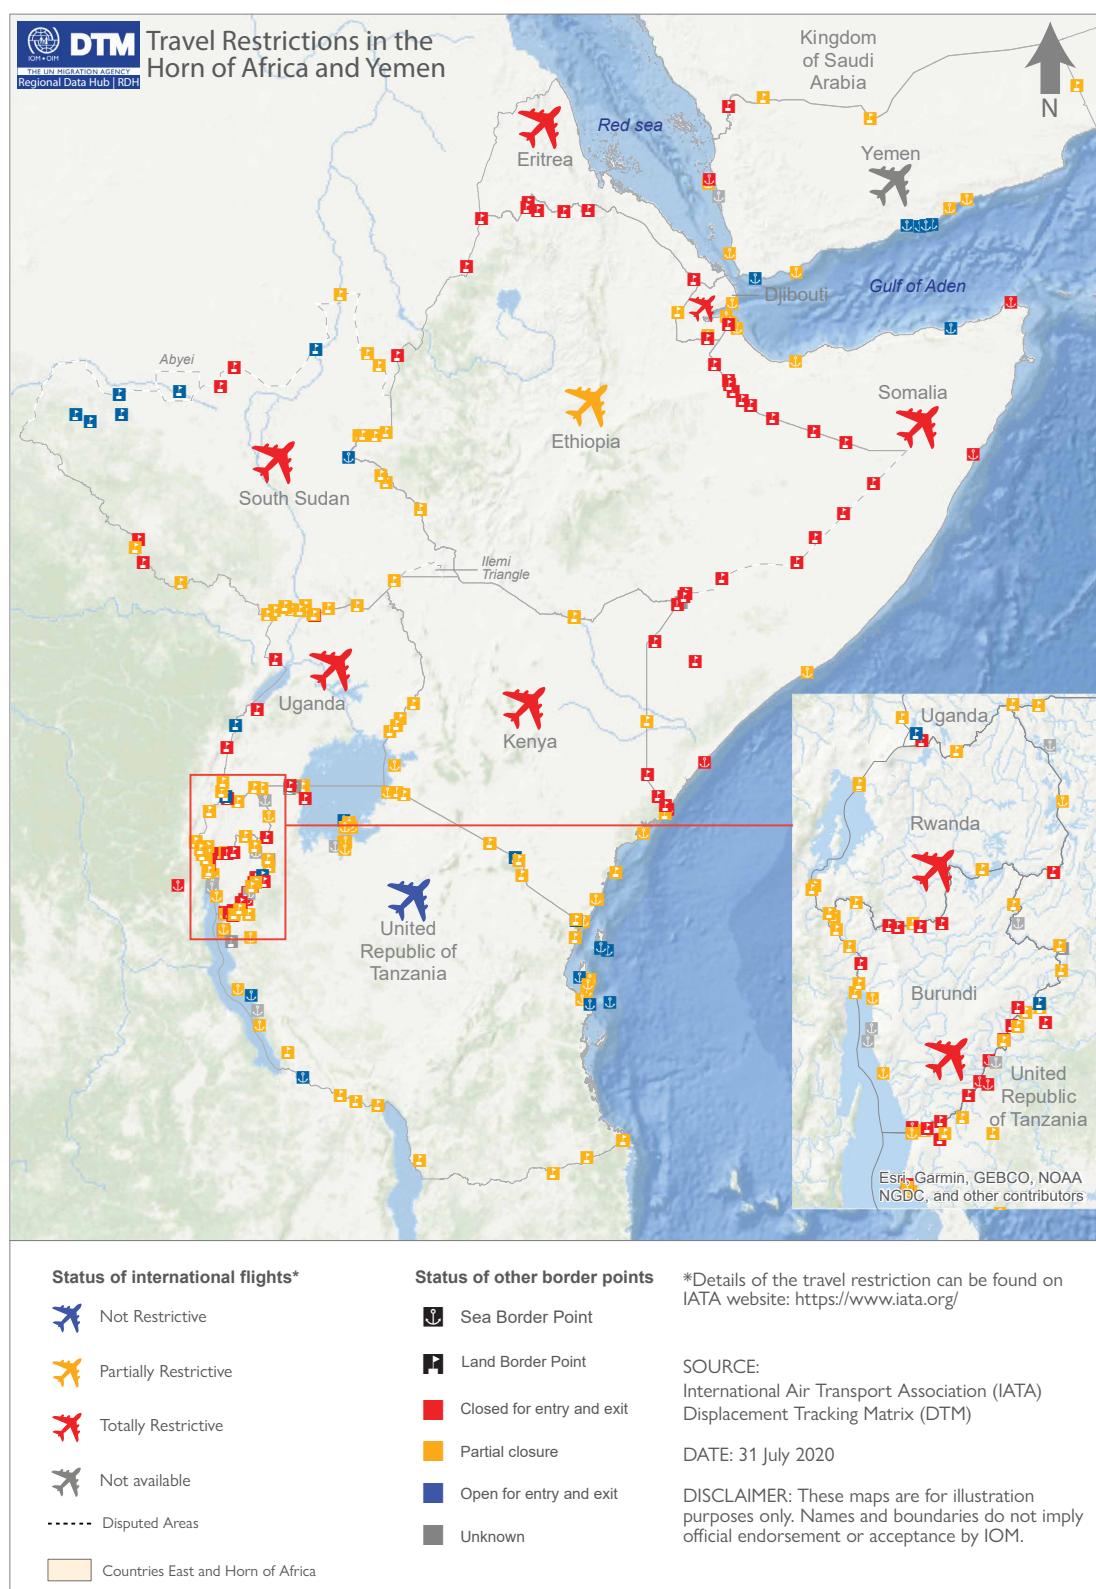 IOM • OIM
DTM
THE UN MIGRATION AGENCY
Regional Data Hub | RDH
Travel Restrictions in the
Horn of Africa and Yemen
Kingdom
of Saudi
Arabia
N
Red sea
Eritrea
Yemen
Gulf of Aden
Djibouti
Abyei
Somalia
Ethiopia
South Sudan
Ilemi
Triangle
Uganda
Kenya
United
Republic of
Tanzania
Uganda
Rwanda
Burundi
United
Republic
of Tanzania
Esri, Garmin, GEBCO, NOAA
NGDC, and other contributors
Status of international flights*
Not Restrictive
Partially Restrictive
Totally Restrictive
Not available
Disputed Areas
Countries East and Horn of Africa
Status of other border points
Sea Border Point
Land Border Point
Closed for entry and exit
Partial closure
Open for entry and exit
Unknown
*Details of the travel restriction can be found on
IATA website: https://www.iata.org/
SOURCE:
International Air Transport Association (IATA)
Displacement Tracking Matrix (DTM)
DATE: 31 July 2020
DISCLAIMER: These maps are for illustration
purposes only. Names and boundaries do not imply
official endorsement or acceptance by IOM.